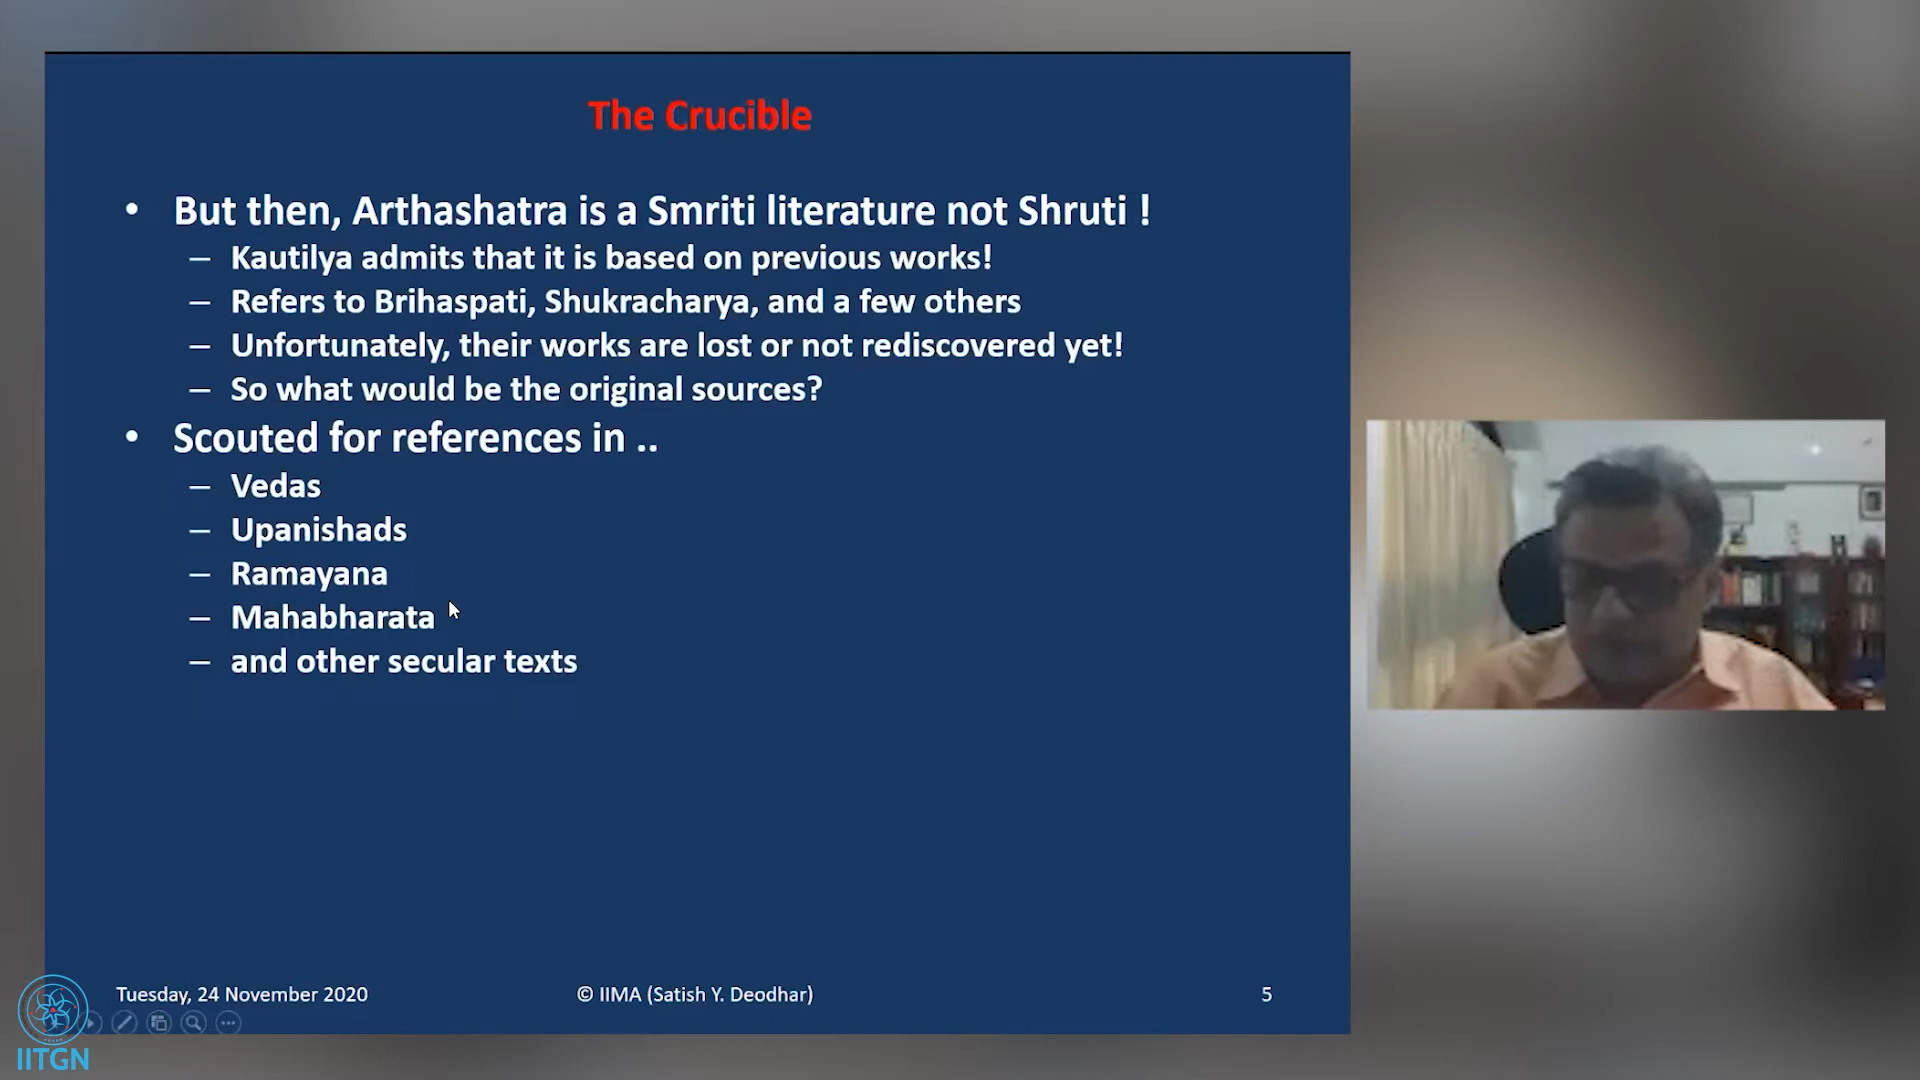 The Crucible
• But then, Arthashatra is a Smriti literature not Shruti !
– Kautilya admits that it is based on previous works!
– Refers to Brihaspati, Shukracharya, and a few others
– Unfortunately, their works are lost or not rediscovered yet!
– So what would be the original sources?
• Scouted for references in ..
– Vedas
– Upanishads
– Ramayana
– Mahabharata
– and other secular texts
Tuesday, 24 November 2020
© IIMA (Satish Y. Deodhar)
5
IITGN